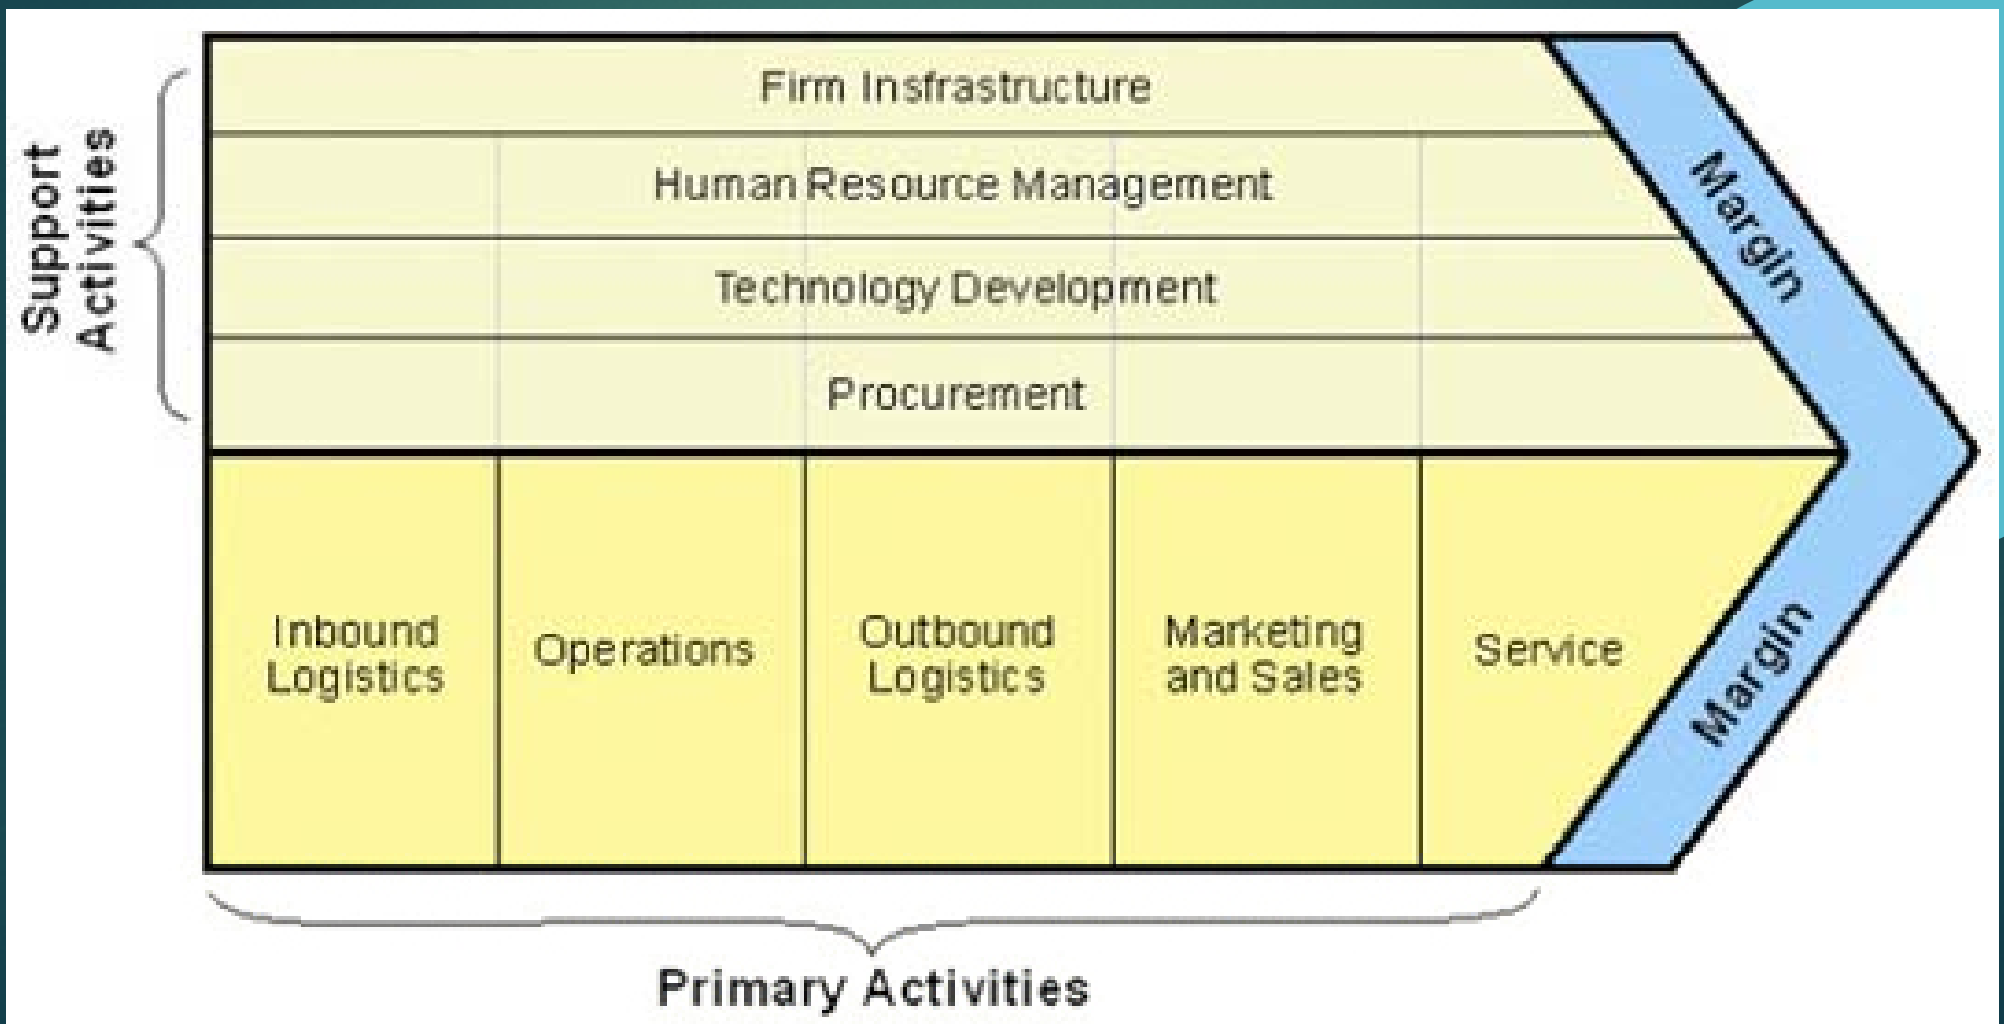 Support
Activities
Firm Insfrastructure
Human Resource Management
Technology Development
Procurement
Margin
Inbound
Logistics
Operations
Outbound
Logistics
Marketing
and Sales
Service
Margin
Primary Activities